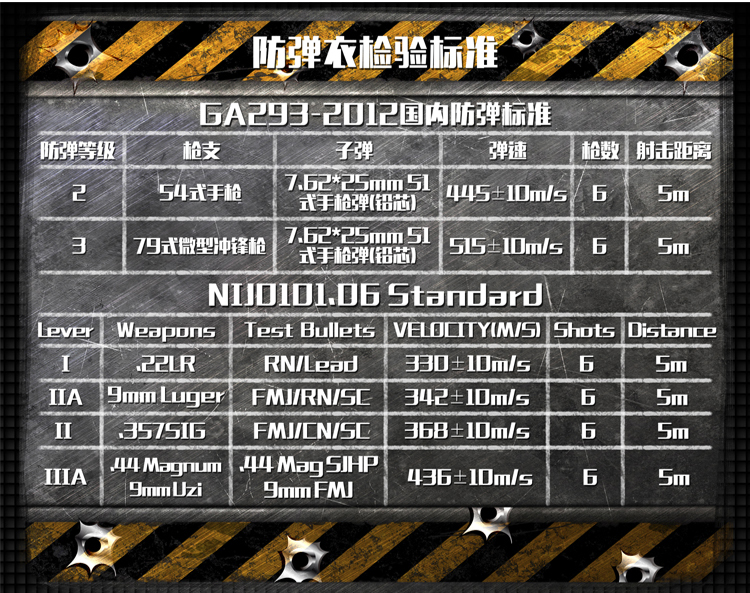 防弹衣检验标准
GA293-2012国内防弹标准
防弹等级 枪支 子弹 弹速 枪数 射击距离
2 54式手枪 7.62*25mm 51式手枪弹(铅芯) 445±10m/s 6 5m
3 79式微型冲锋枪 7.62*25mm 51式手枪弹(铅芯) 515±10m/s 6 5m
NIJ0101.06 Standard
Lever Weapons Test Bullets VELOCITY(M/S) Shots Distance
I .22LR RN/Lead 330±10m/s 6 5m
IIA 9mm Luger FMJ/RN/SC 342±10m/s 6 5m
II .357SIG FMJ/CN/SC 368±10m/s 6 5m
IIIA .44 Magnum 9mm Uzi .44 Mag SJHP 9mm FMJ 436±10m/s 6 5m